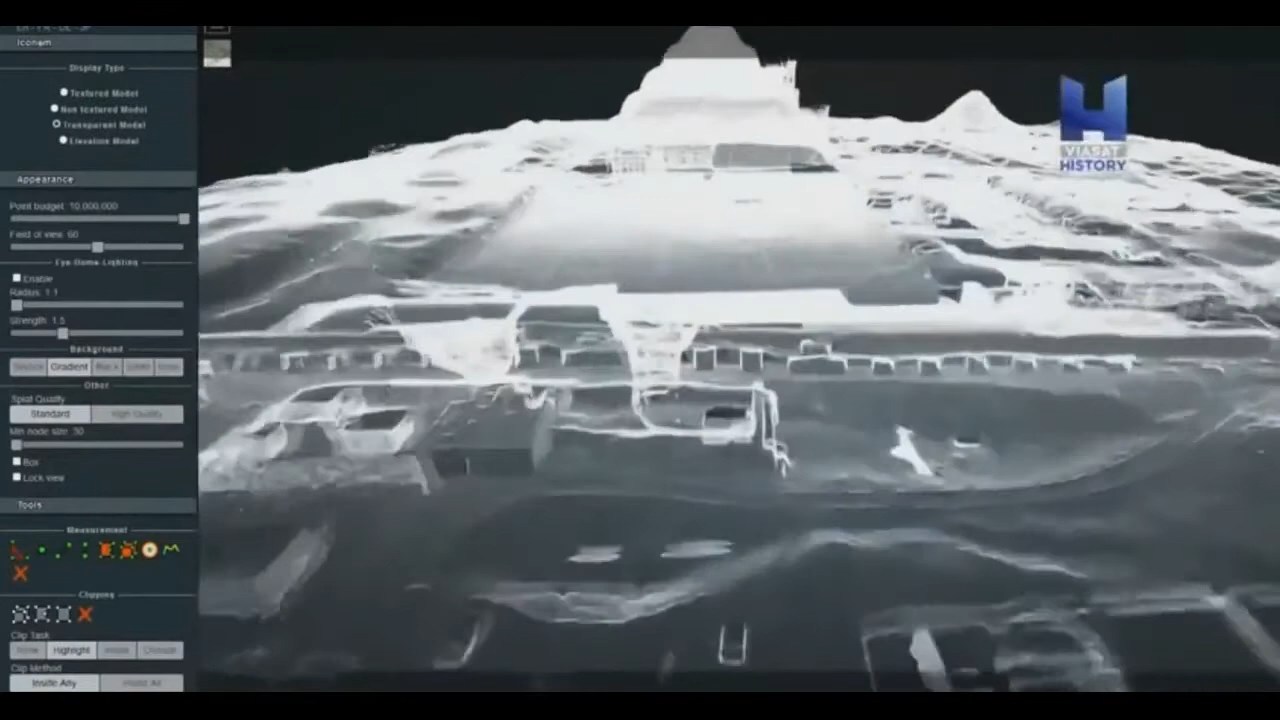 Iconem
Display Type
Textured Model
Non textured Model
Transparent Model
Elevation Model
Appearance
Point budget: 10,000,000
Field of view: 60
Eye-Dome-Lighting
Enable
Radius: 1.1
Strength: 1.5
Background
Gradient
Other
Splat Quality
Standard High Quality
Min node size: 30
Box
Lock view
Tools
Measurement
Clipping
Clip Task
None Highlight Inside Outside
Clip Method
Inside Any Inside All
VIASAT
HISTORY